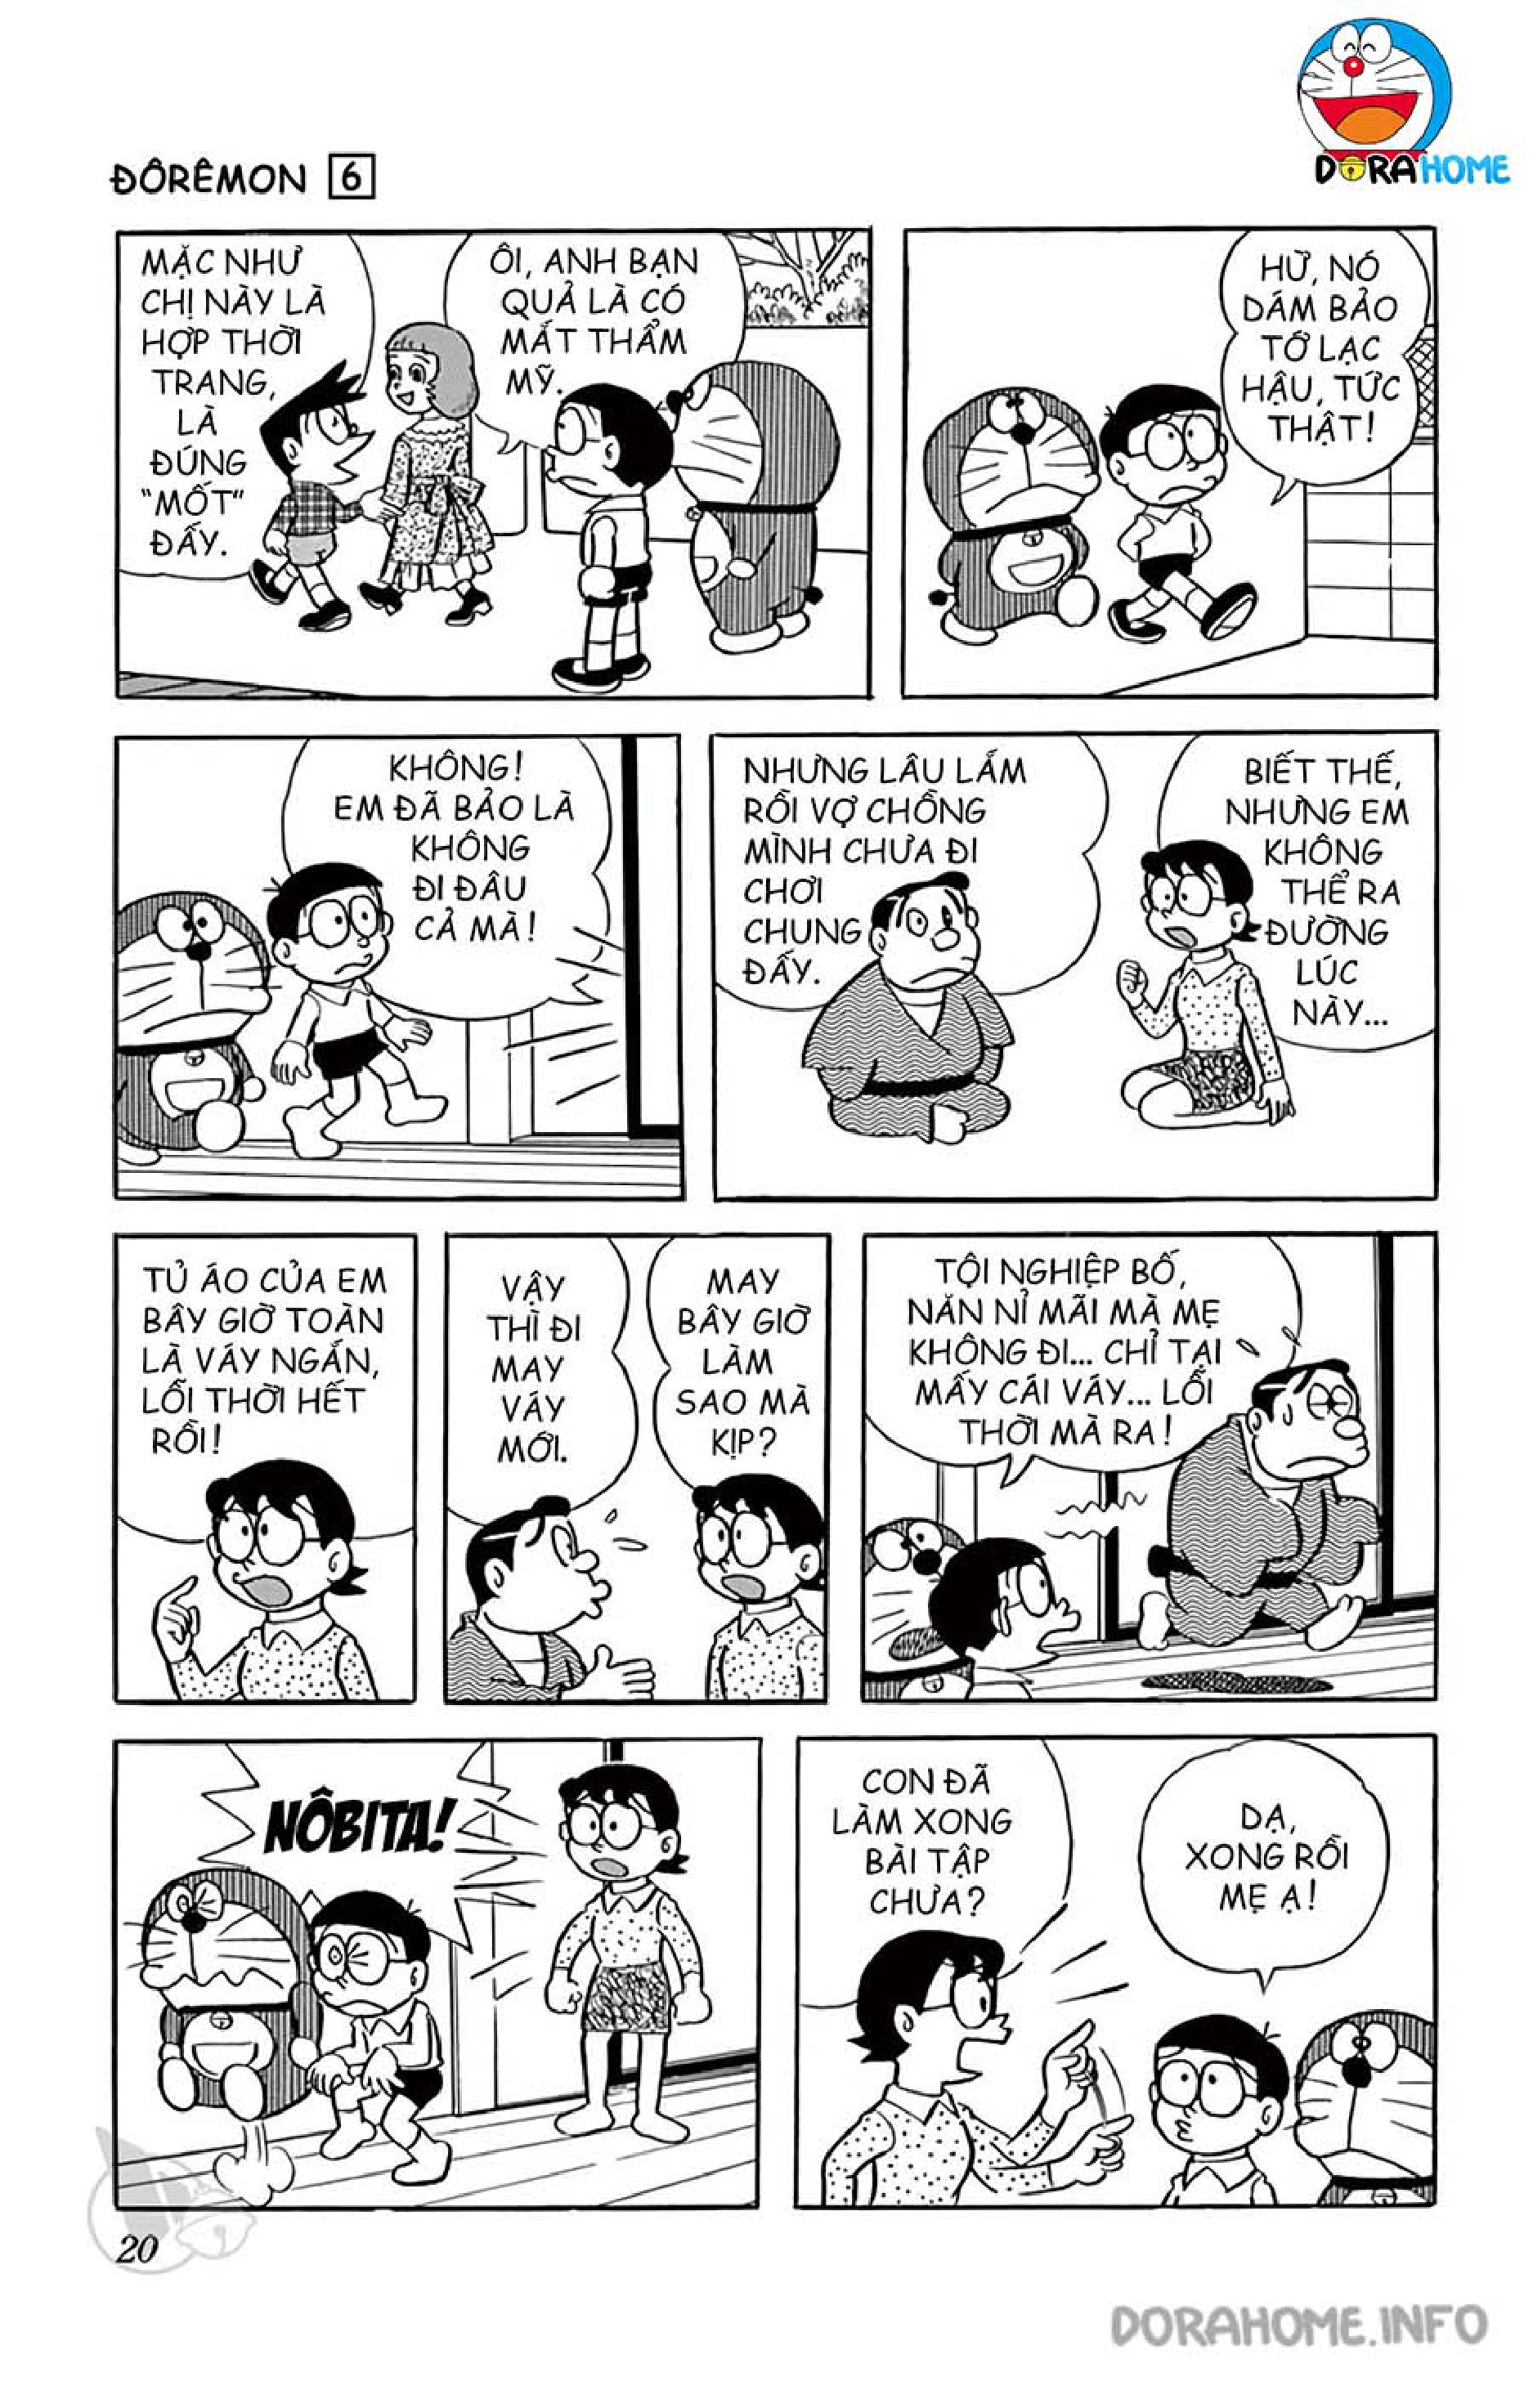 DORAHOME
ĐÔRÊMON 6
MẶC NHƯ
CHỊ NÀY LÀ
HỢP THỜI
TRANG,
LÀ
ĐÚNG
“MỐT”
ĐẤY.
ÔI, ANH BẠN
QUẢ LÀ CÓ
MẮT THẨM
MỸ.
HỪ, NÓ
DÁM BẢO
TỚ LẠC
HẬU, TỨC
THẬT!
KHÔNG!
EM ĐÃ BẢO LÀ
KHÔNG
ĐI ĐÂU
CẢ MÀ!
NHƯNG LÂU LẮM
RỒI VỢ CHỒNG
MÌNH CHƯA ĐI
CHƠI
CHUNG
ĐẤY.
BIẾT THẾ,
NHƯNG EM
KHÔNG
THỂ RA
ĐƯỜNG
LÚC
NÀY...
TỦ ÁO CỦA EM
BÂY GIỜ TOÀN
LÀ VÁY NGẮN,
LỖI THỜI HẾT
RỒI!
VẬY
THÌ ĐI
MAY
VÁY
MỚI.
MAY
BÂY GIỜ
LÀM
SAO MÀ
KỊP?
TỘI NGHIỆP BỐ,
NĂN NỈ MÃI MÀ MẸ
KHÔNG ĐI... CHỈ TẠI
MẤY CÁI VÁY... LỖI
THỜI MÀ RA!
NÔBITA!
CON ĐÃ
LÀM XONG
BÀI TẬP
CHƯA?
DẠ,
XONG RỒI
MẸ Ạ!
20
DORAHOME.INFO